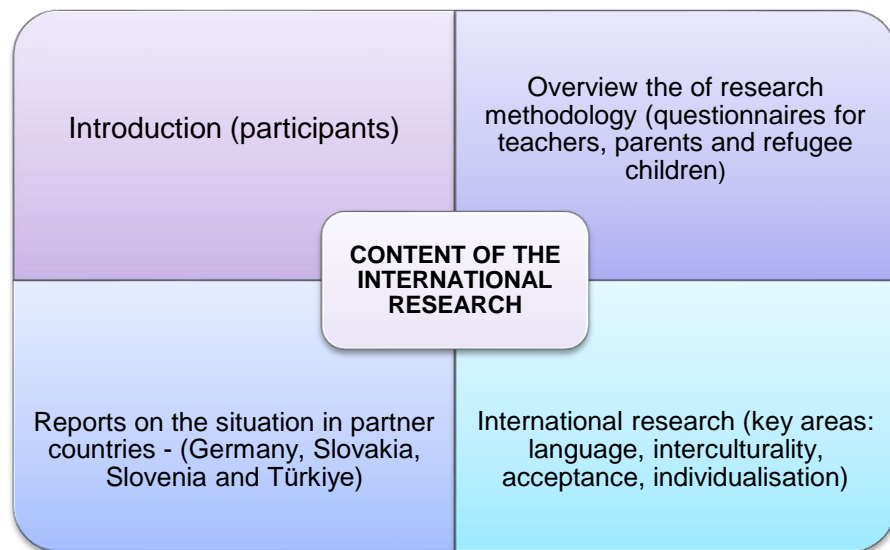 Introduction (participants)
Overview the of research
methodology (questionnaires for
teachers, parents and refugee
children)
CONTENT OF THE
INTERNATIONAL
RESEARCH
Reports on the situation in partner
countries - (Germany, Slovakia,
Slovenia and Türkiye)
International research (key areas:
language, interculturality,
acceptance, individualisation)